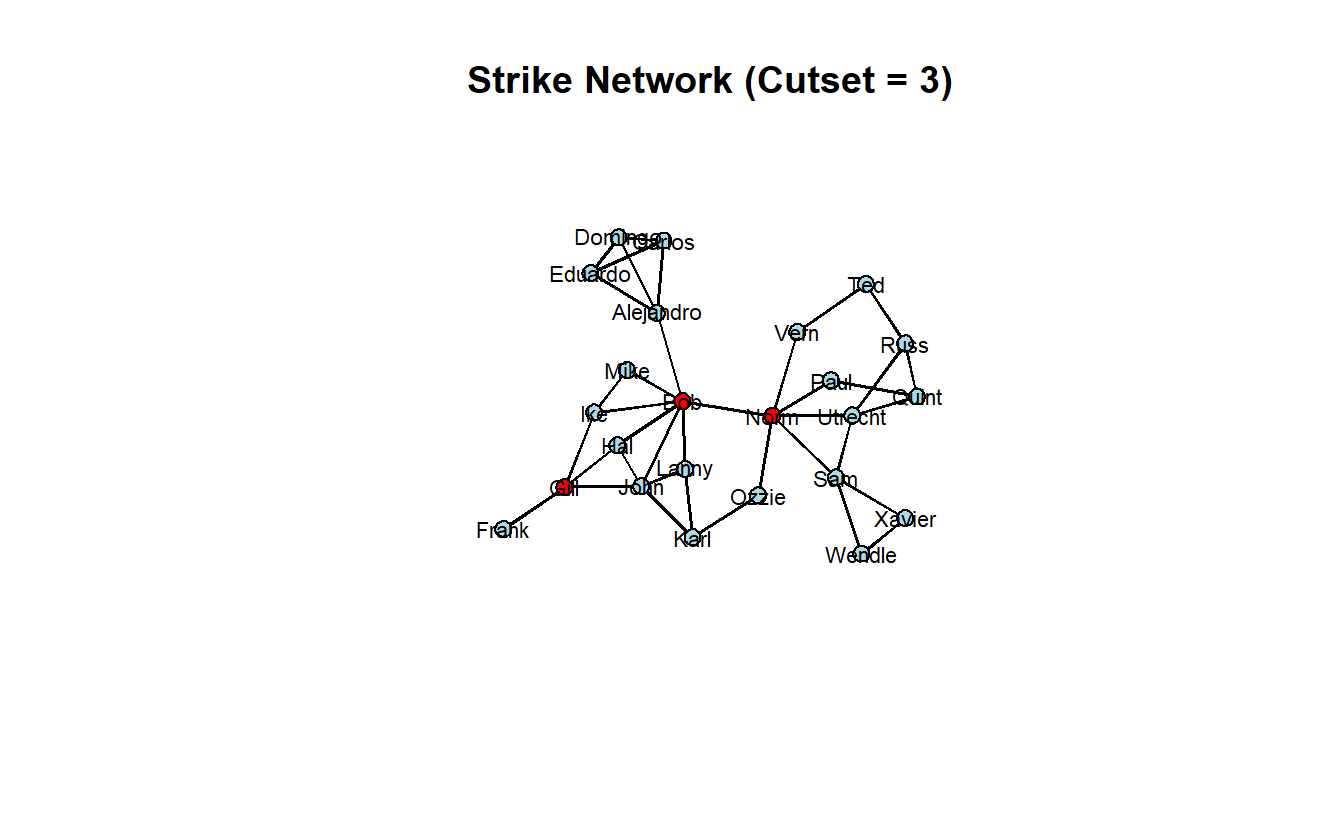 Strike Network (Cutset = 3)
Domingo
Carlos
Eduardo
Ted
Alejandro
Vern
Russ
Mike
Paul
Quint
Bob
Ike
Norm
Utrecht
Hal
Lanny
Sam
Gill
John
Ozzie
Xavier
Frank
Karl
Wendle